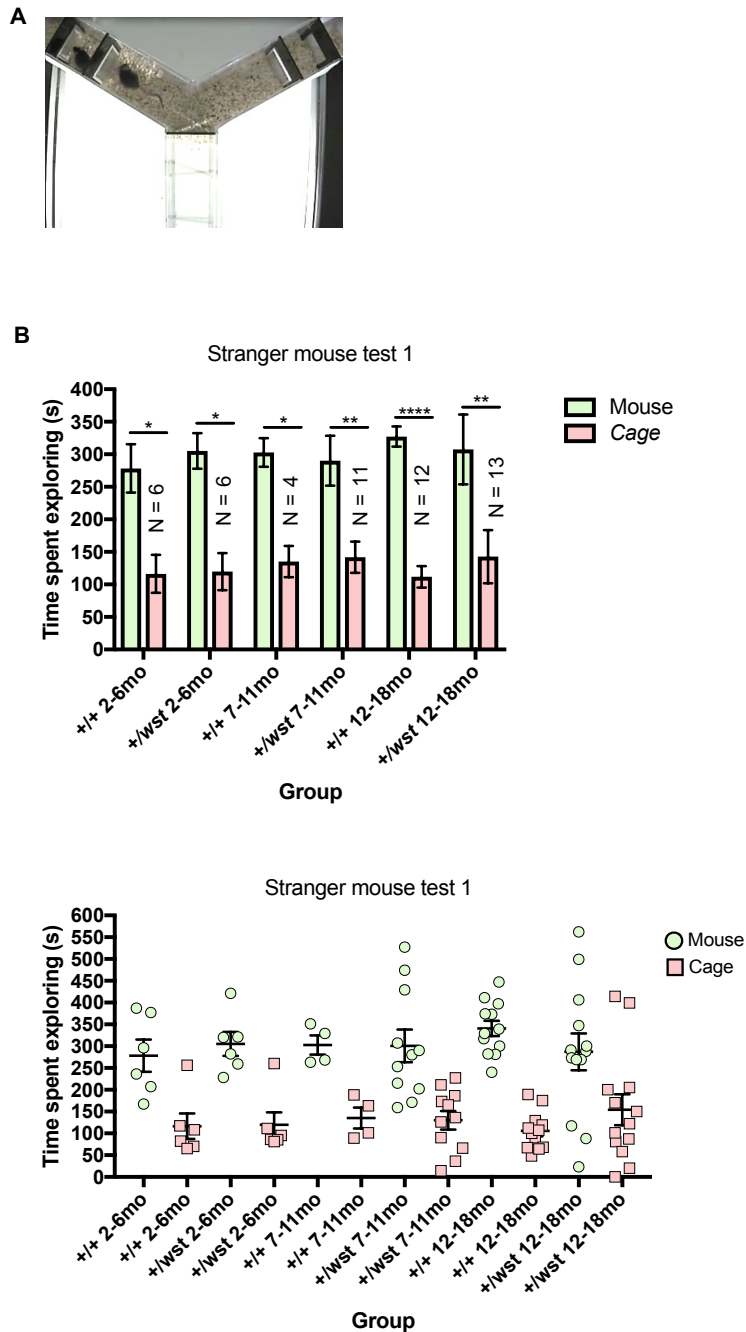 A
B
Stranger mouse test 1
Time spent exploring (s)
400
350
300
250
200
150
100
50
0
*
*
*
**
****
**
N = 6
N = 6
N = 4
N = 11
N = 12
N = 13
Mouse
Cage
+/+ 2-6mo
+/wst 2-6mo
+/+ 7-11mo
+/wst 7-11mo
+/+ 12-18mo
+/wst 12-18mo
Group
Stranger mouse test 1
Time spent exploring (s)
600
550
500
450
400
350
300
250
200
150
100
50
0
Mouse
Cage
+/+ 2-6mo
+/+ 2-6mo
+/wst 2-6mo
+/wst 2-6mo
+/+ 7-11mo
+/+ 7-11mo
+/wst 7-11mo
+/wst 7-11mo
+/+ 12-18mo
+/+ 12-18mo
+/wst 12-18mo
+/wst 12-18mo
Group